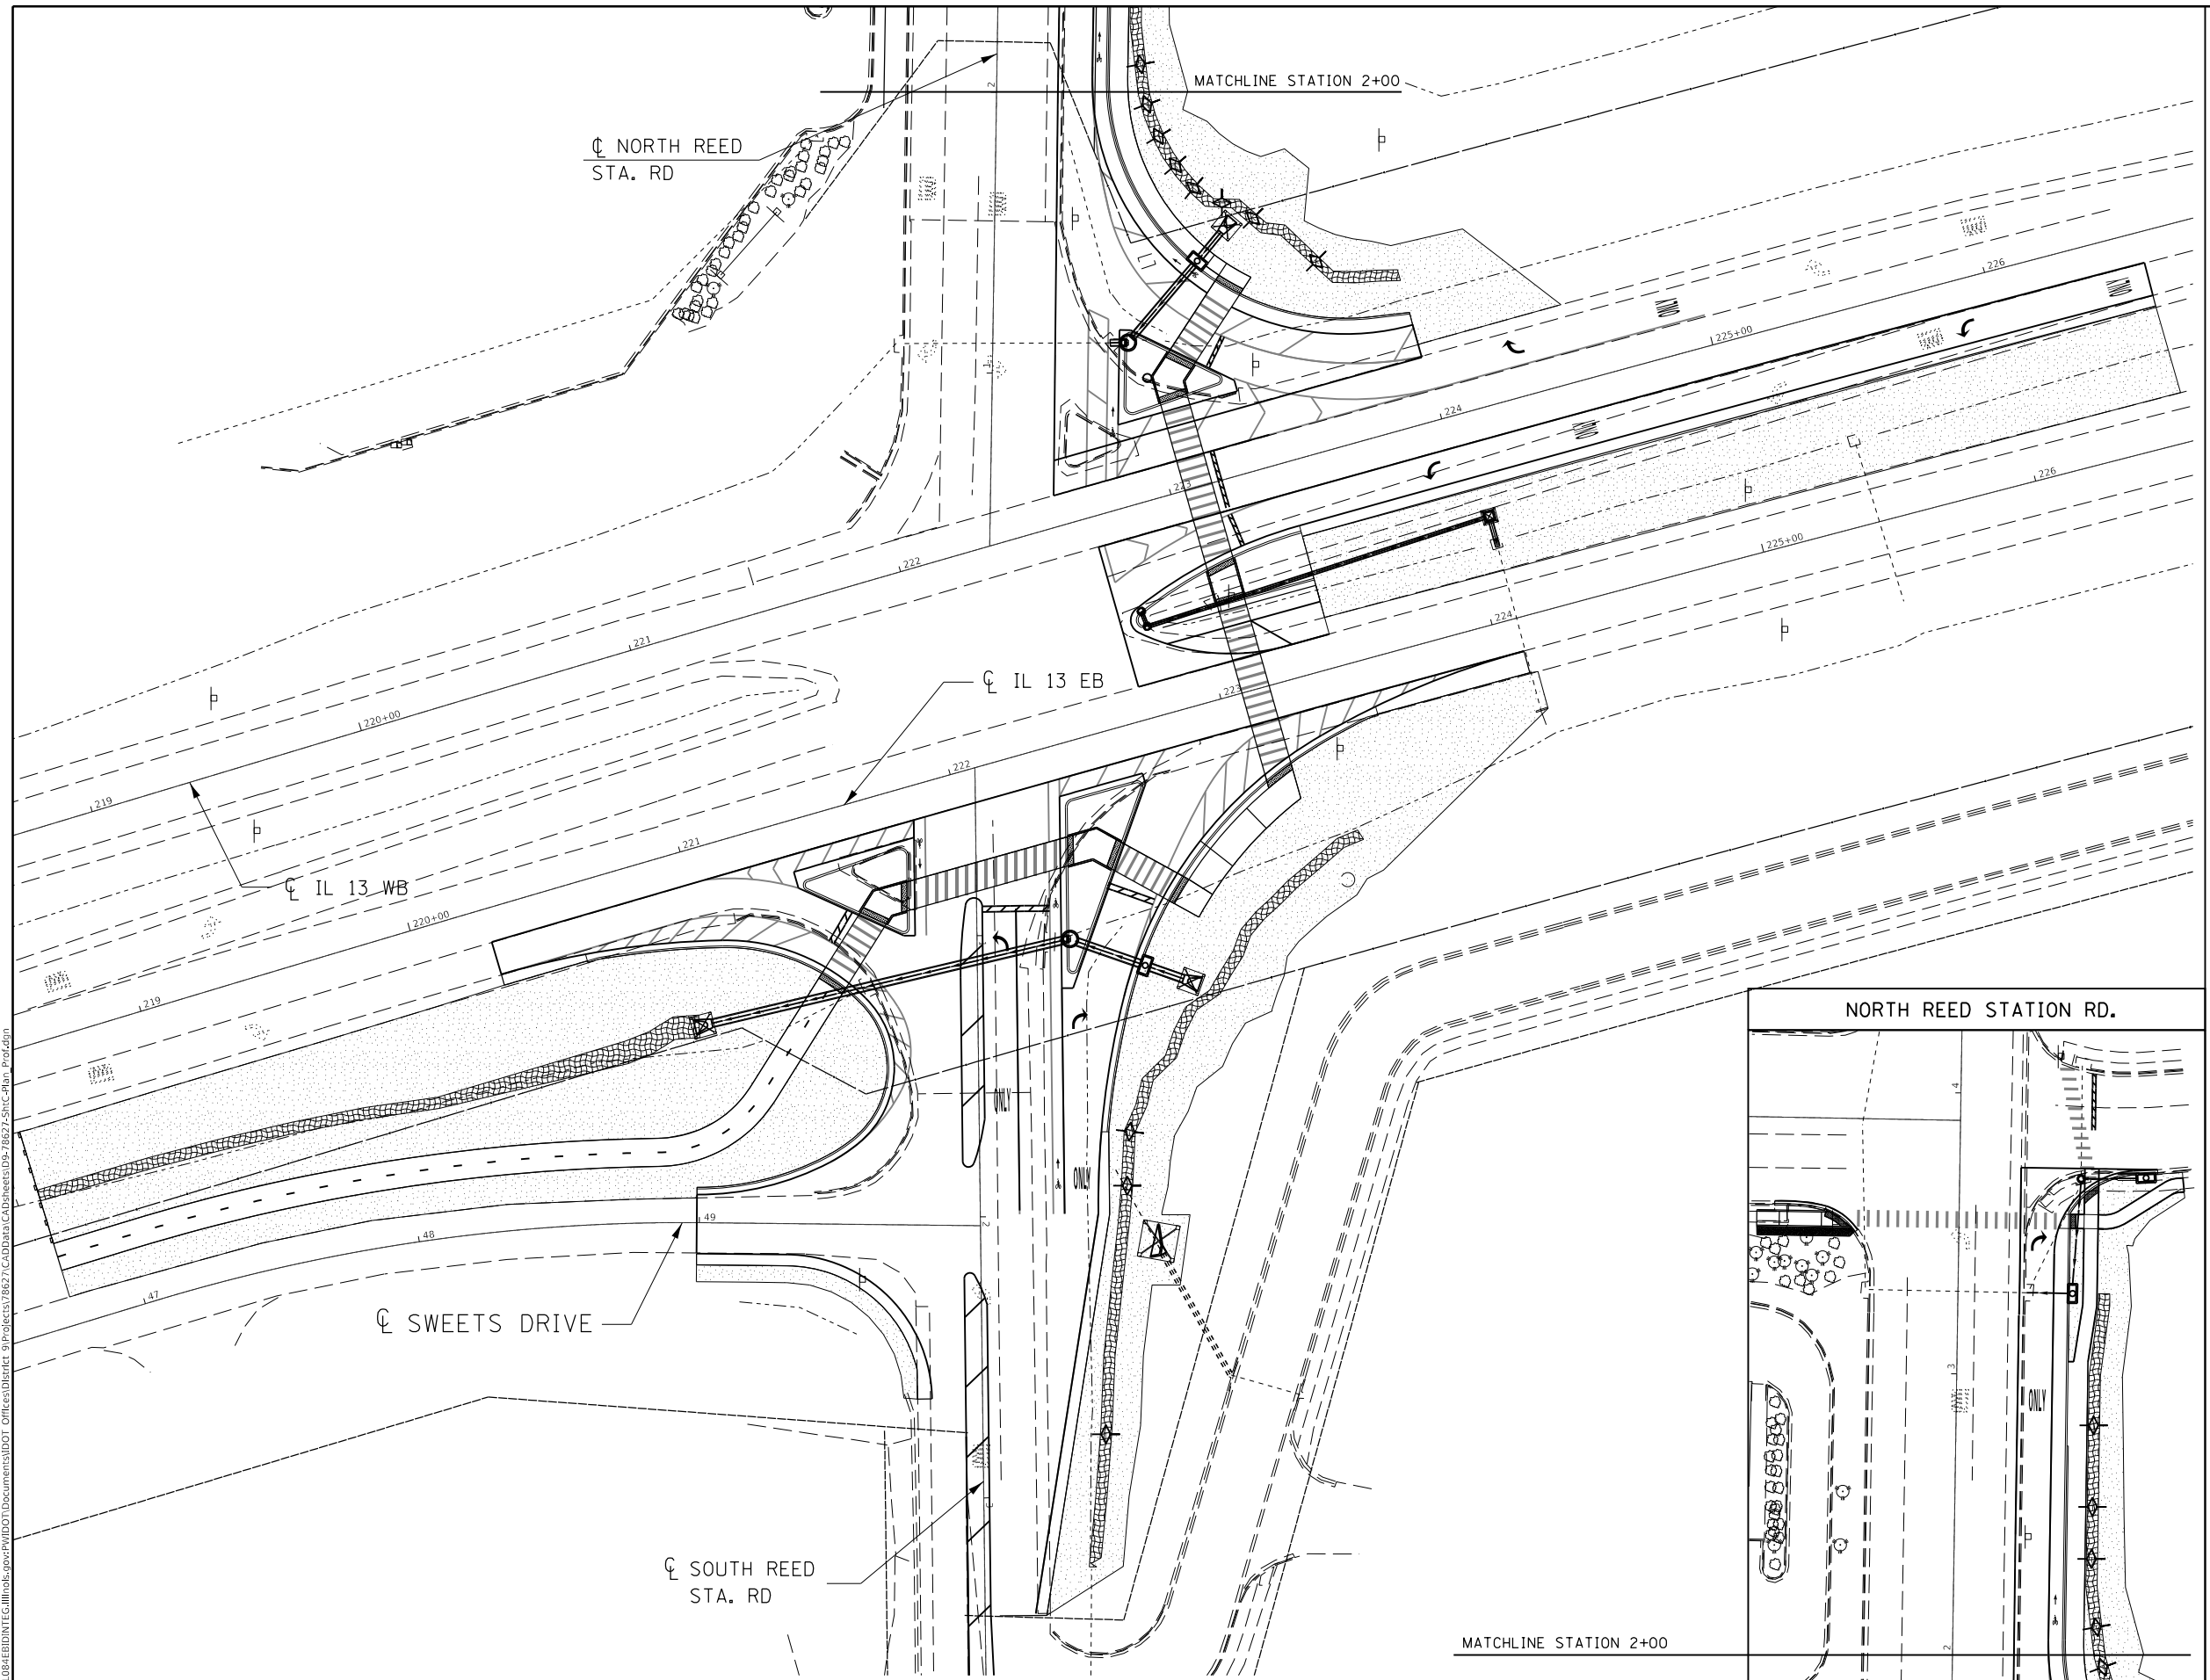 MATCHLINE STATION 2+00
℄ NORTH REED
STA. RD
2
226
225+00
224
223
222
221
220+00
219
226
225+00
224
223
222
221
220+00
219
℄ IL 13 EB
℄ IL 13 WB
ONLY
ONLY
49
48
47
2
3
℄ SWEETS DRIVE
℄ SOUTH REED
STA. RD
NORTH REED STATION RD.
4
3
ONLY
2
MATCHLINE STATION 2+00